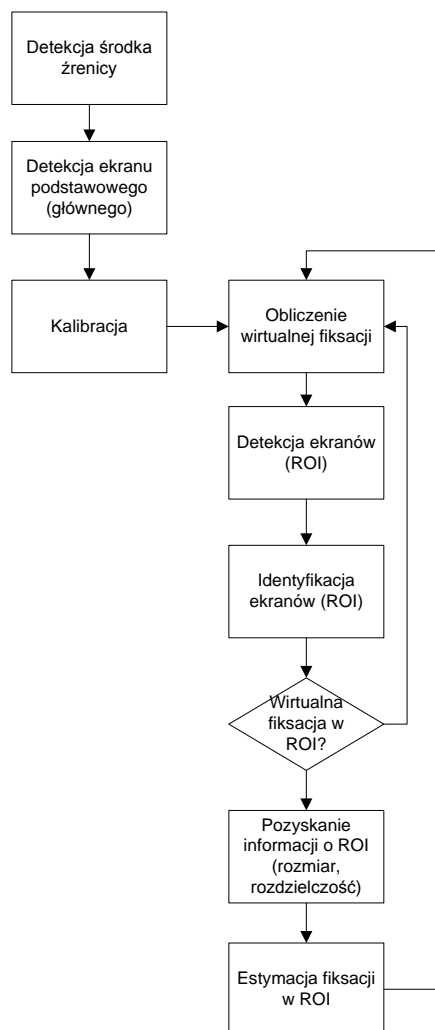 Detekcja środka
źrenicy
Detekcja ekranu
podstawowego
(głównego)
Kalibracja
Obliczenie
wirtualnej fiksacji
Detekcja ekranów
(ROI)
Identyfikacja
ekranów (ROI)
Wirtualna
fiksacja w
ROI?
Pozyskanie
informacji o ROI
(rozmiar,
rozdzielczość)
Estymacja fiksacji
w ROI